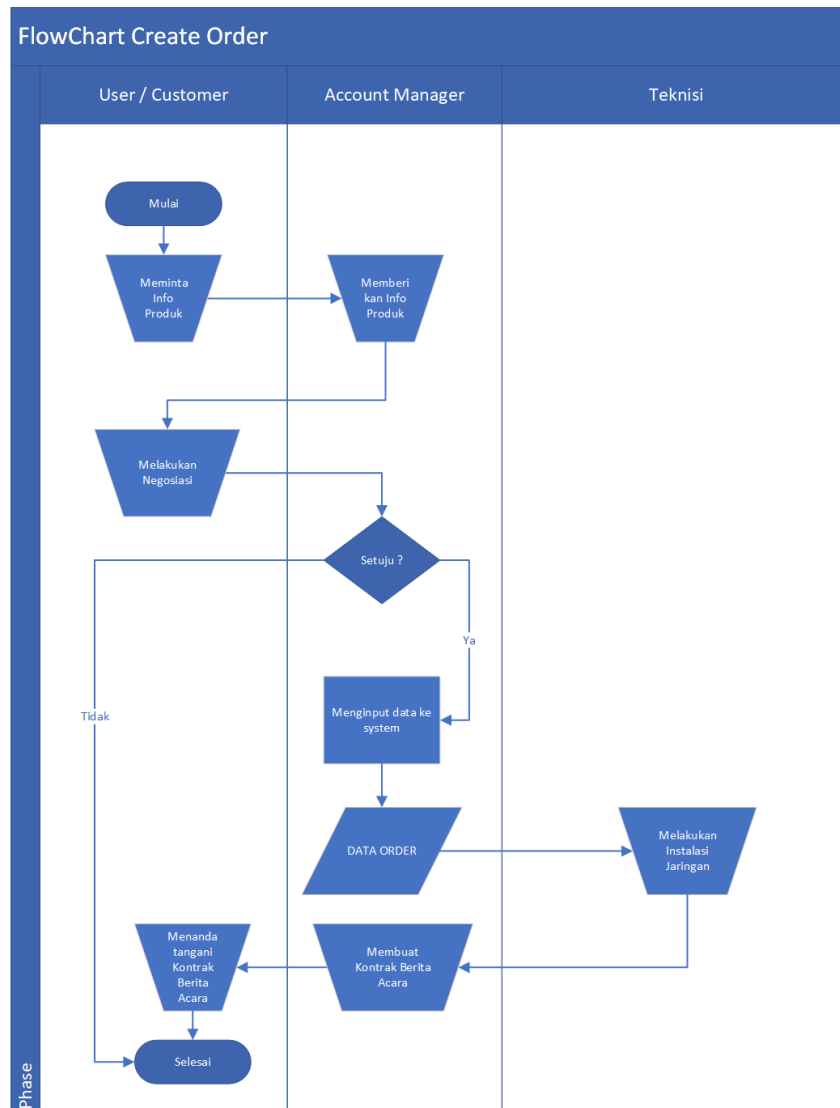 FlowChart Create Order
User / Customer
Account Manager
Teknisi
Mulai
Meminta
Info
Produk
Memberi
kan Info
Produk
Melakukan
Negosiasi
Setuju ?
Ya
Tidak
Menginput data ke
system
DATA ORDER
Melakukan
Instalasi
Jaringan
Membuat
Kontrak Berita
Acara
Menanda
tangani
Kontrak
Berita
Acara
Selesai
Phase